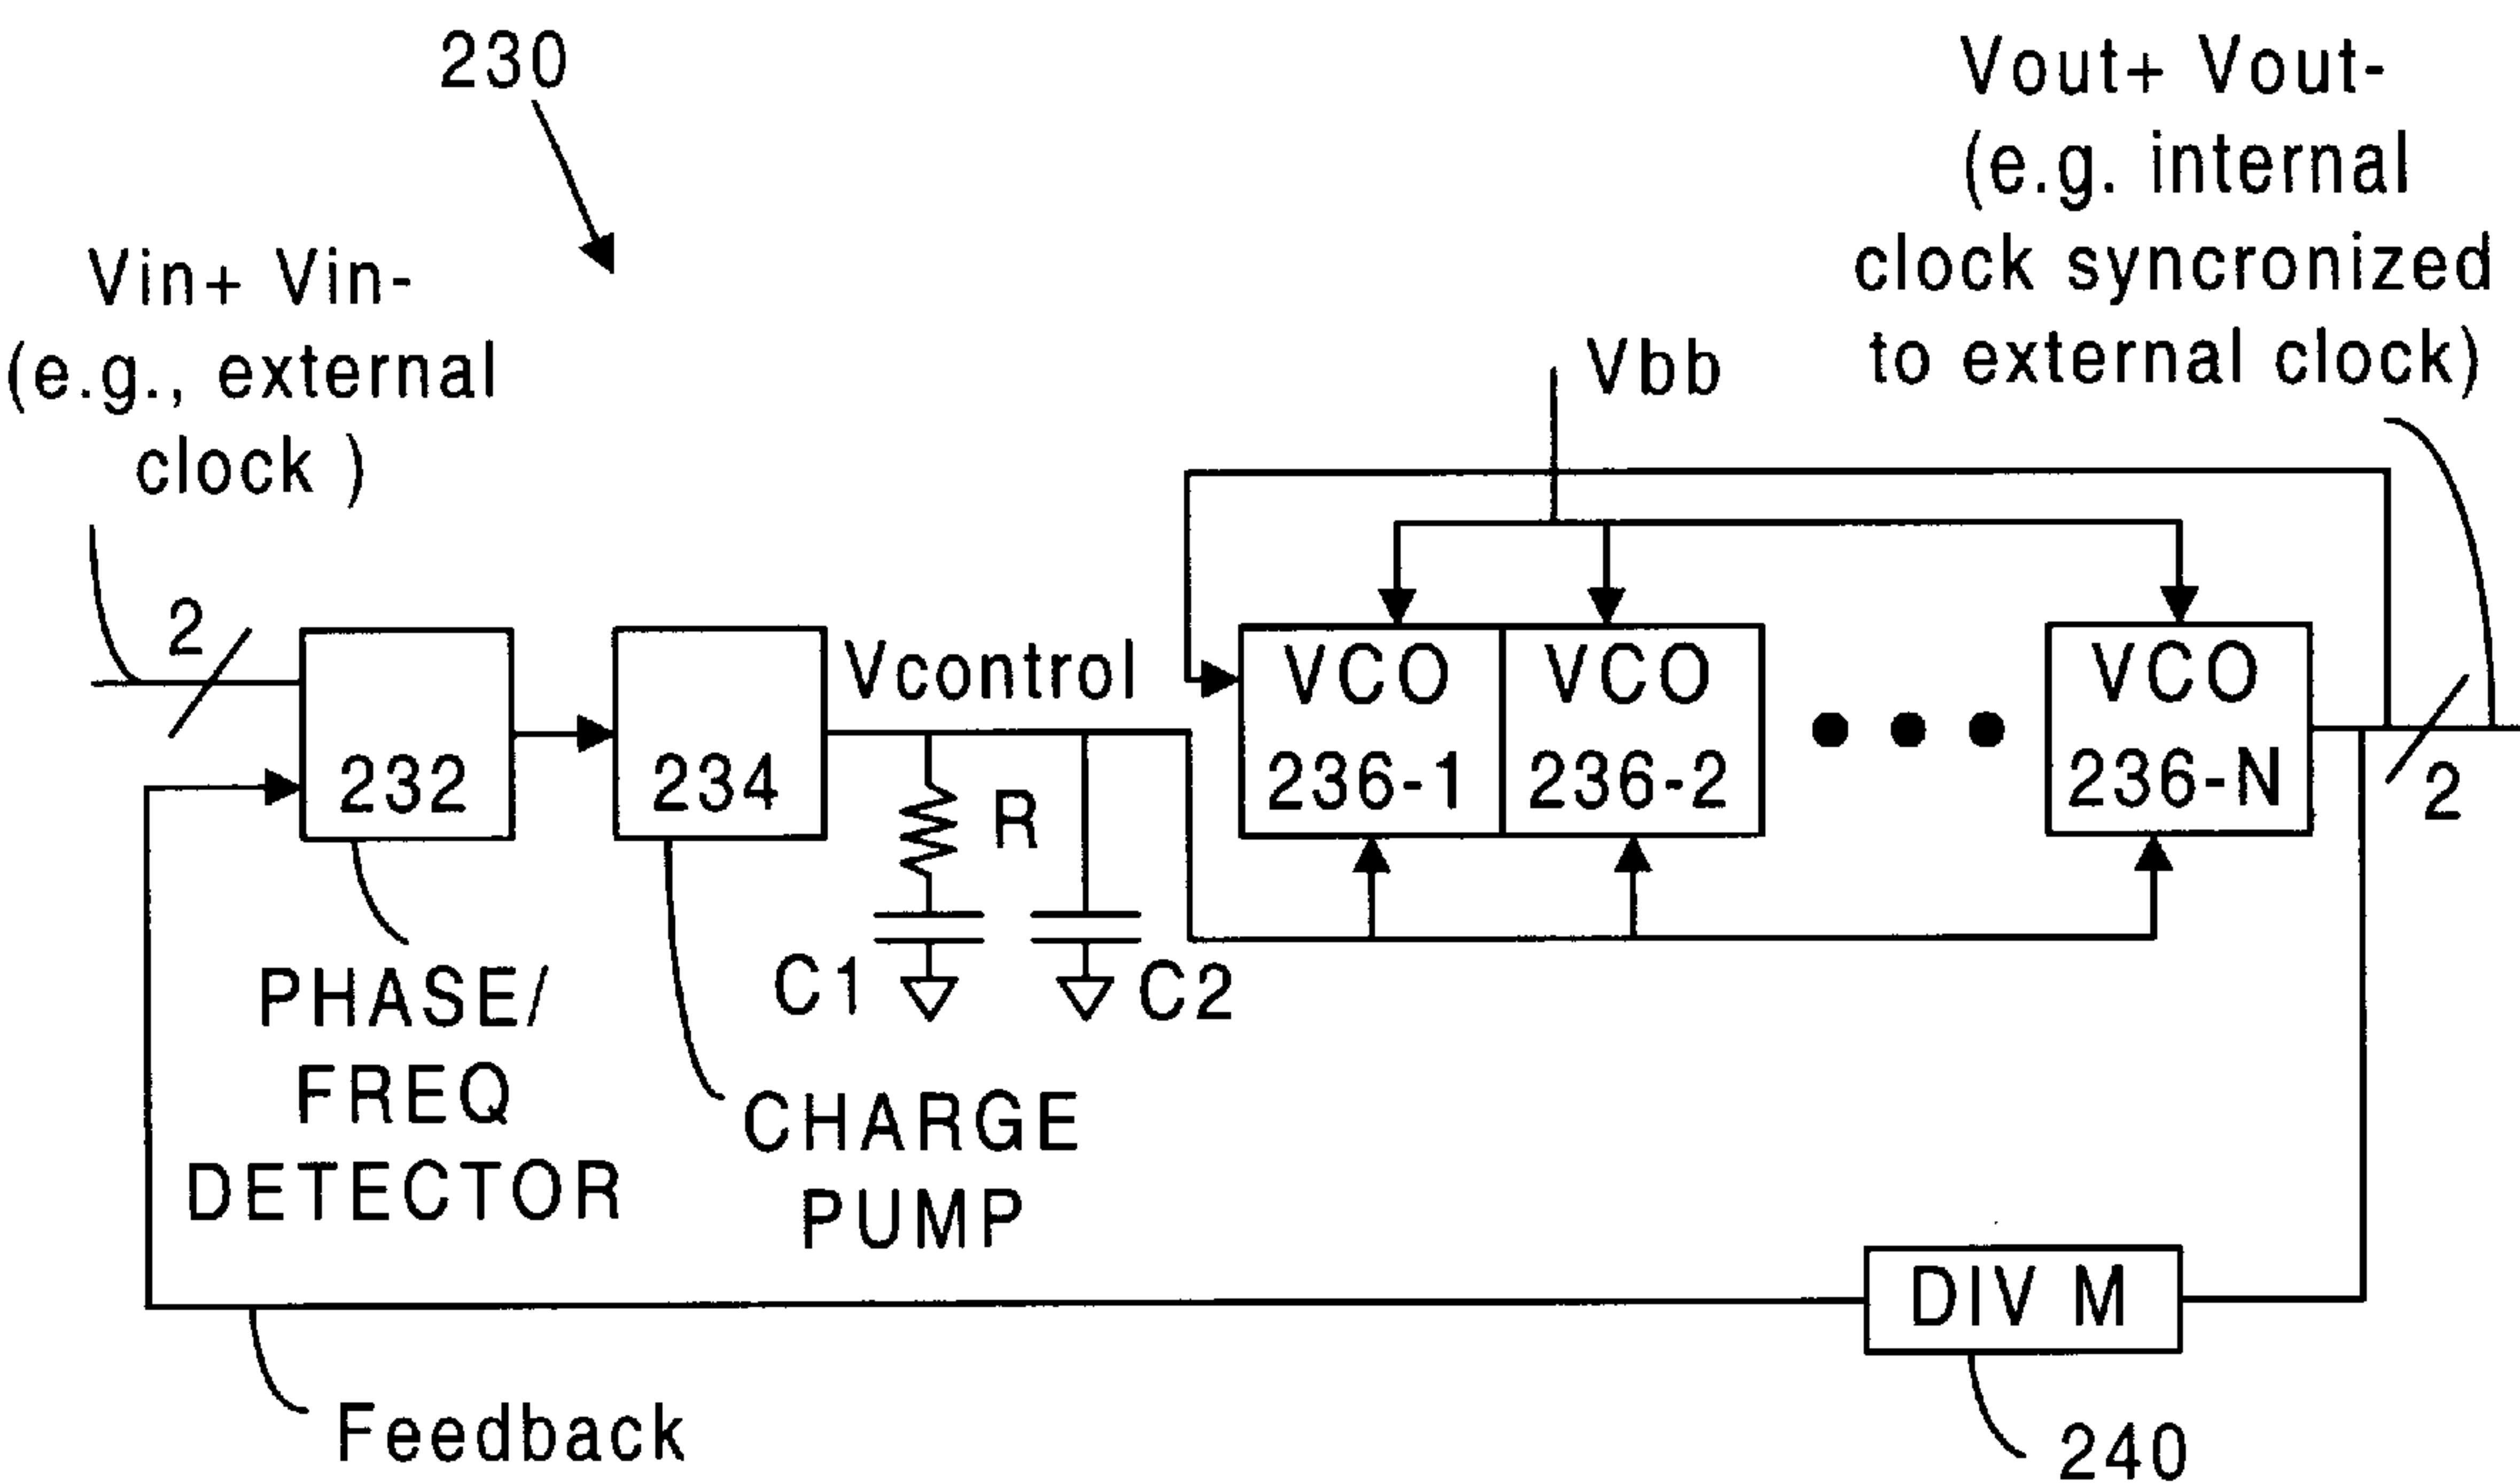 230
Vout+ Vout-
(e.g. internal
clock syncronized
to external clock)
Vin+ Vin-
(e.g., external
clock )
Vbb
2
232
234
Vcontrol
R
C1
C2
VCO
236-1
VCO
236-2
VCO
236-N
2
PHASE/
FREQ
DETECTOR
CHARGE
PUMP
DIV M
Feedback
240